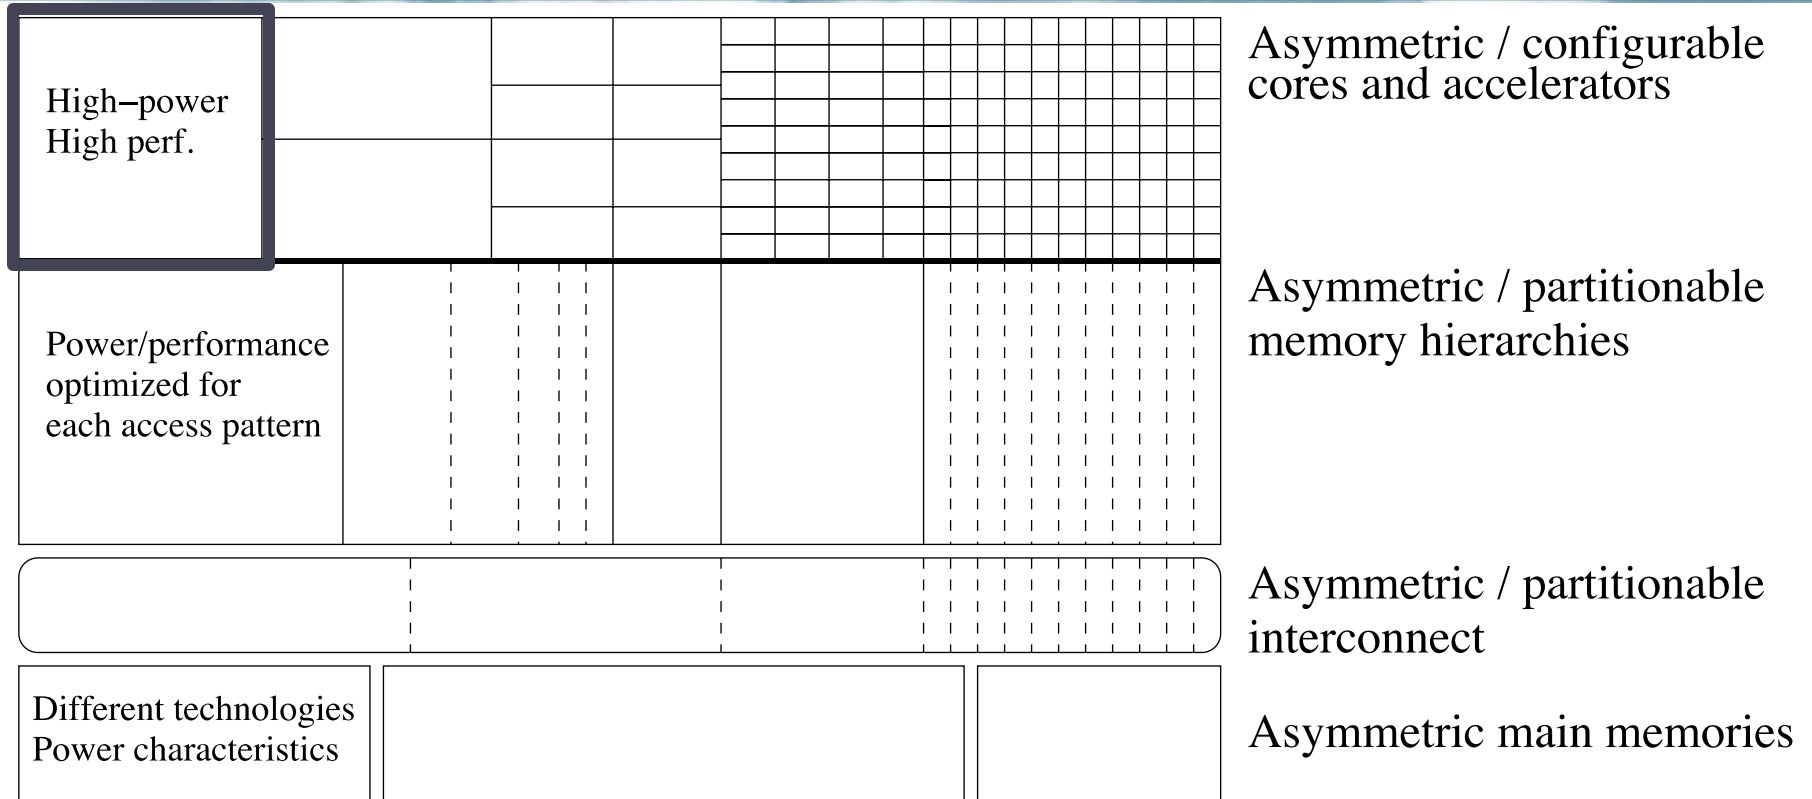 High–power
High perf.
Asymmetric / configurable
cores and accelerators
Power/performance
optimized for
each access pattern
Asymmetric / partitionable
memory hierarchies
Asymmetric / partitionable
interconnect
Different technologies
Power characteristics
Asymmetric main memories